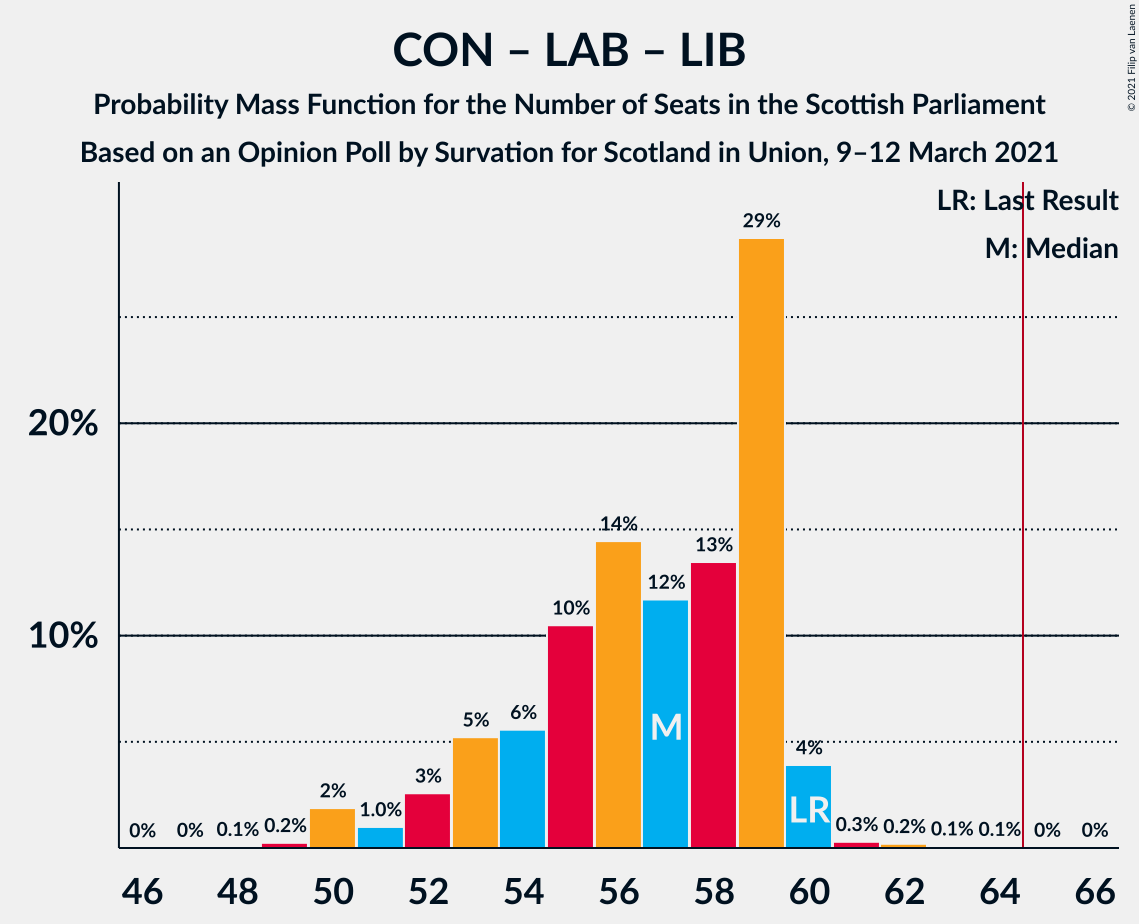 CON – LAB – LIB
Probability Mass Function for the Number of Seats in the Scottish Parliament
Based on an Opinion Poll by Survation for Scotland in Union, 9–12 March 2021
© 2021 Filip van Laenen
LR: Last Result
M: Median
29%
20%
14%
13%
12%
10%
10%
M
6%
5%
4%
3%
2%
LR
1.0%
0% 0% 0.1% 0.2% 0.3% 0.2% 0.1% 0.1% 0% 0%
46 48 50 52 54 56 58 60 62 64 66